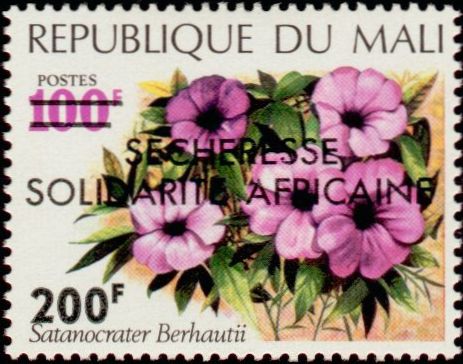 REPUBLIQUE DU MALI
POSTES
100F
SECHERESSE
SOLIDARITE AFRICAINE
200F
Satanocrater Berhautii